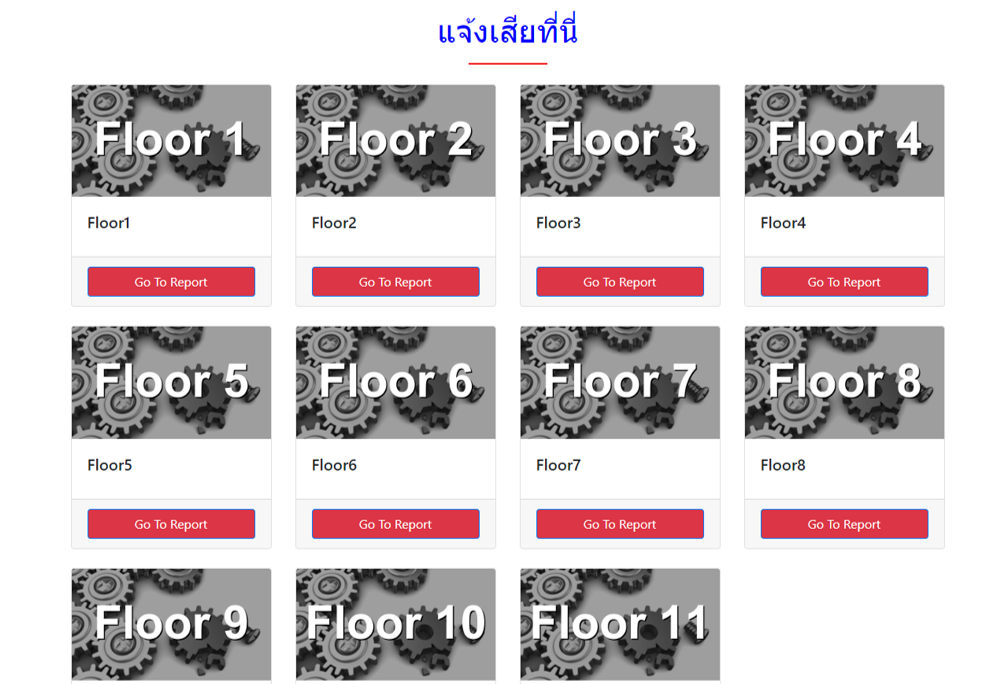 แจ้งเสียที่นี่
Floor 1
Floor 2
Floor 3
Floor 4
Floor1
Floor2
Floor3
Floor4
Go To Report
Go To Report
Go To Report
Go To Report
Floor 5
Floor 6
Floor 7
Floor 8
Floor5
Floor6
Floor7
Floor8
Go To Report
Go To Report
Go To Report
Go To Report
Floor 9
Floor 10
Floor 11